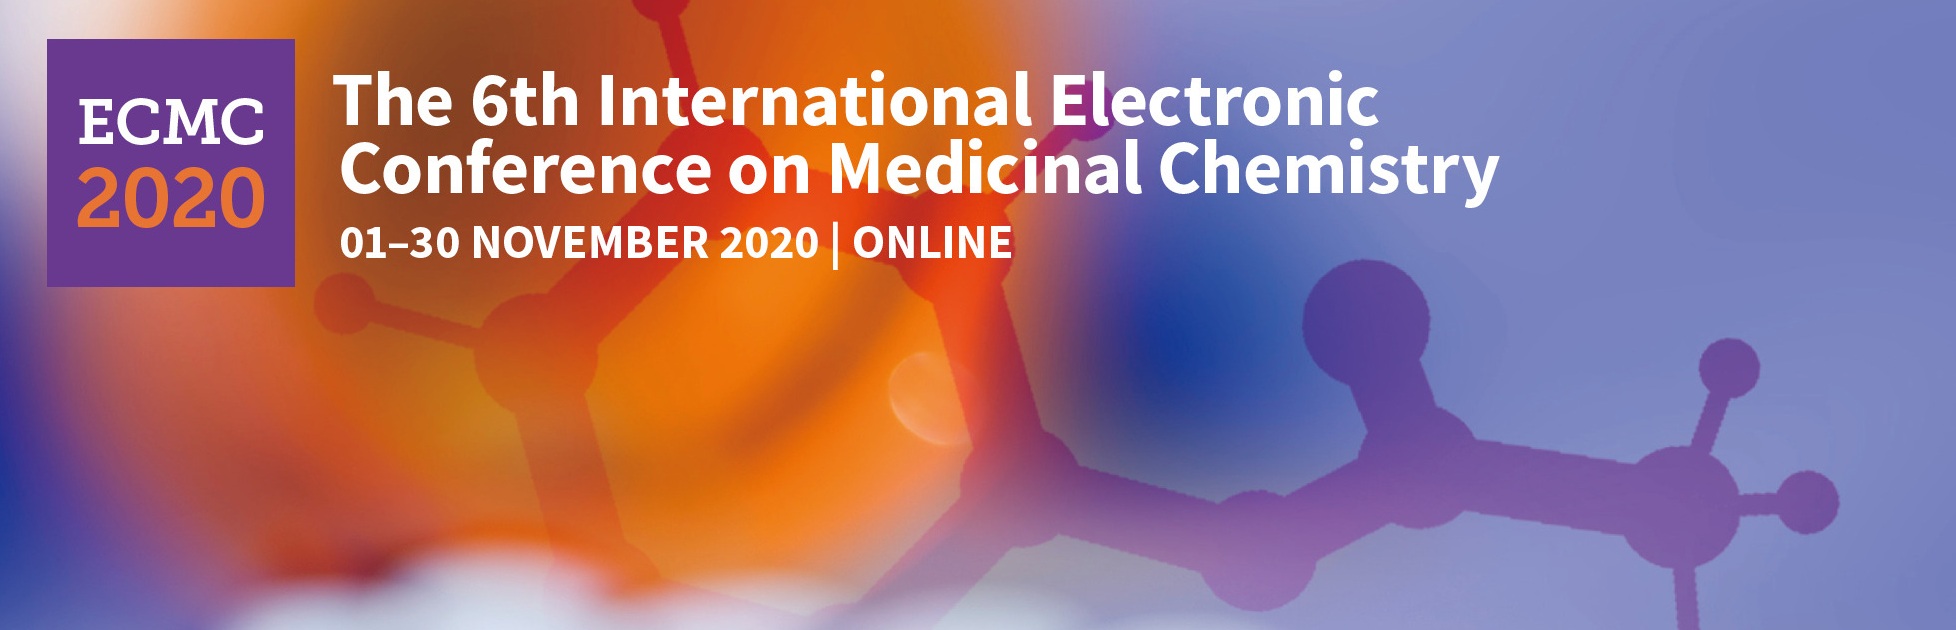 ECMC
2020
The 6th International Electronic
Conference on Medicinal Chemistry
01–30 NOVEMBER 2020 | ONLINE